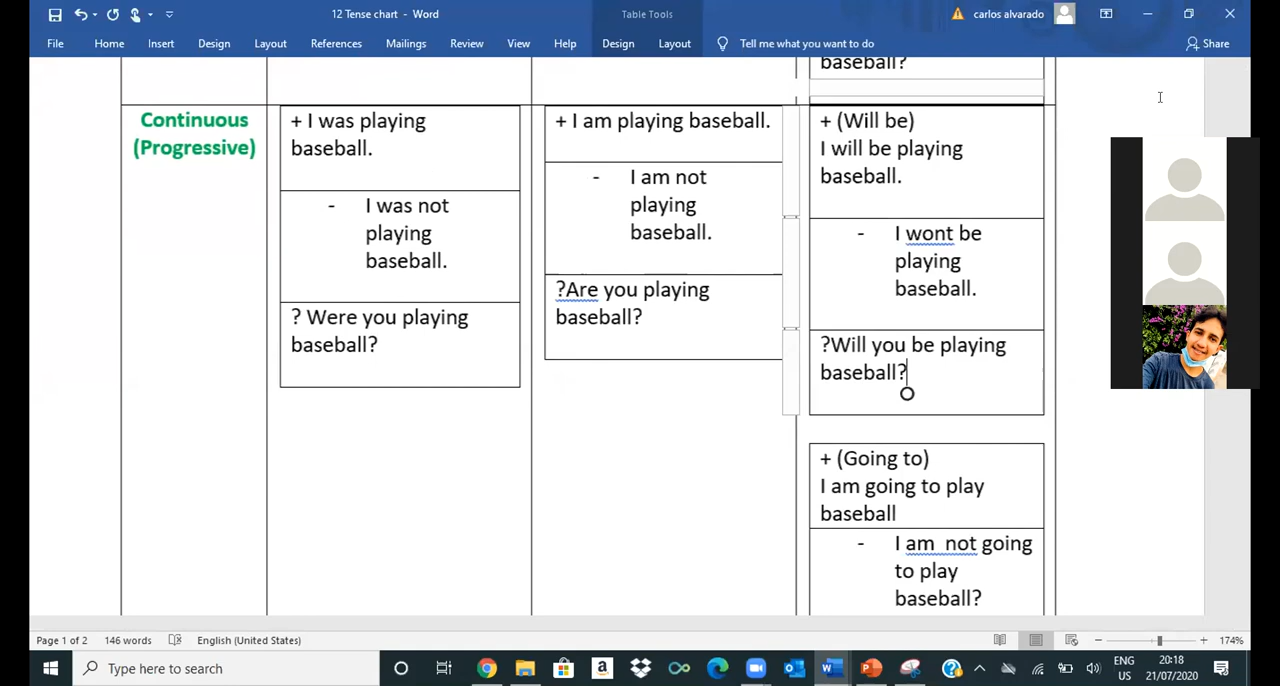 12 Tense chart - Word
Table Tools
carlos alvarado
File Home Insert Design Layout References Mailings Review View Help Design Layout Tell me what you want to do Share
baseball?
Continuous
(Progressive)
+ I was playing
baseball.
- I was not
playing
baseball.
? Were you playing
baseball?
+ I am playing baseball.
- I am not
playing
baseball.
?Are you playing
baseball?
+ (Will be)
I will be playing
baseball.
- I wont be
playing
baseball.
?Will you be playing
baseball?
+ (Going to)
I am going to play
baseball
- I am  not going
to play
baseball?
Page 1 of 2 146 words English (United States) 174%
Type here to search
ENG
US
20:18
21/07/2020